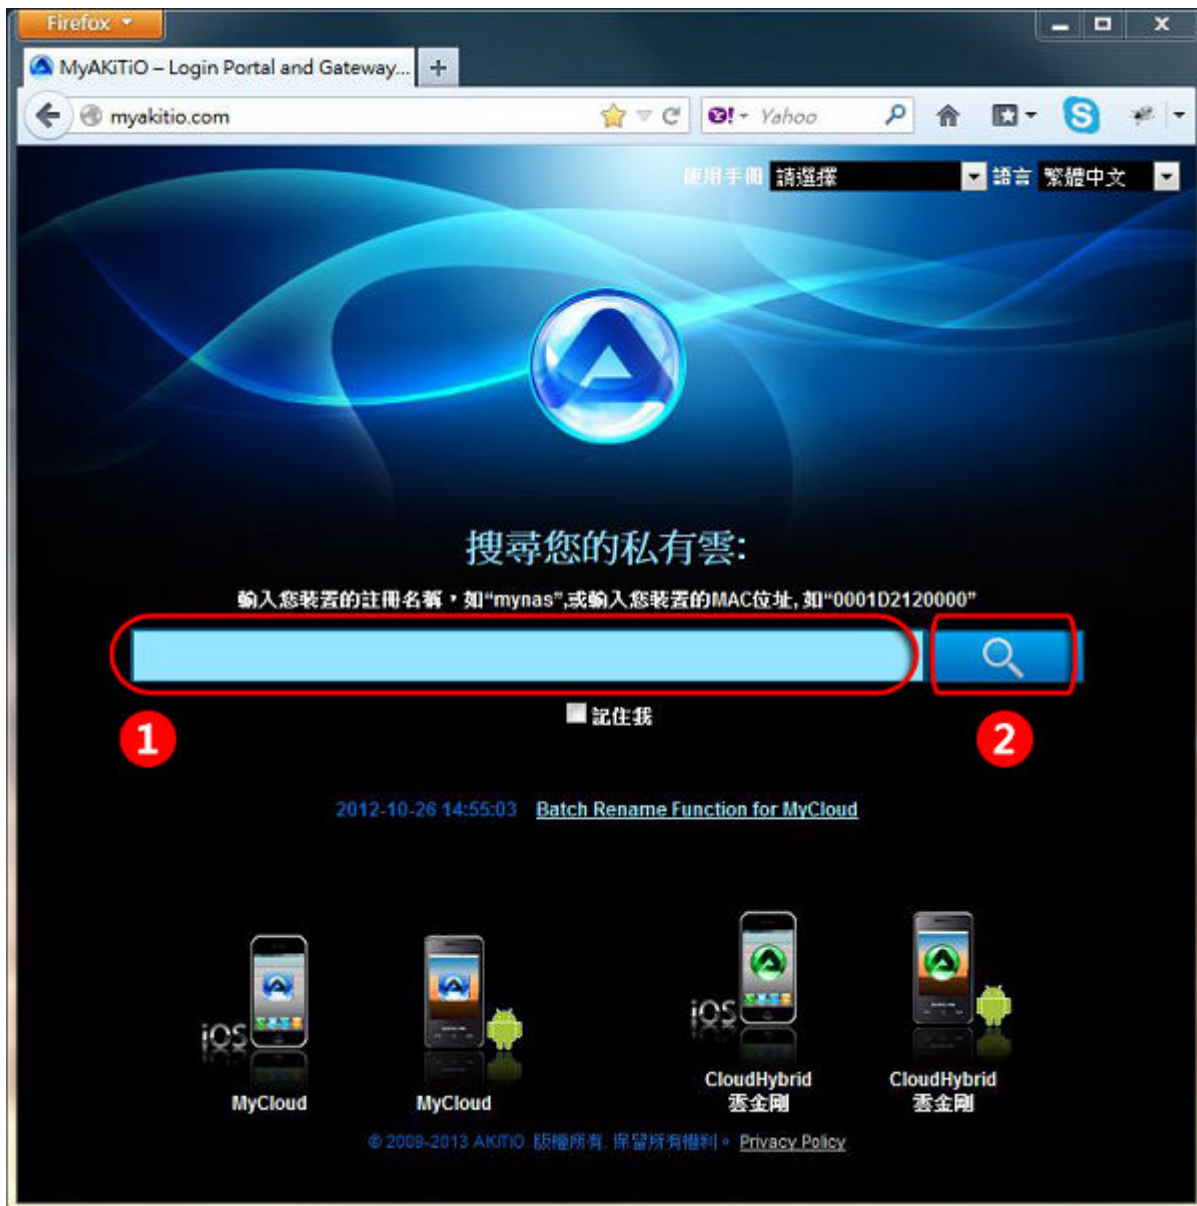 Firefox
MyAKiTiO – Login Portal and Gateway...
myakitio.com
Yahoo
使用手冊 請選擇 語言 繁體中文
搜尋您的私有雲:
輸入您裝置的註冊名稱，如"mynas",或輸入您裝置的MAC位址, 如"0001D2120000"
記住我
1
2
2012-10-26 14:55:03 Batch Rename Function for MyCloud
iOS
iOS
MyCloud
MyCloud
CloudHybrid
雲金剛
CloudHybrid
雲金剛
© 2009-2013 AKiTiO. 版權所有. 保留所有權利。 Privacy Policy